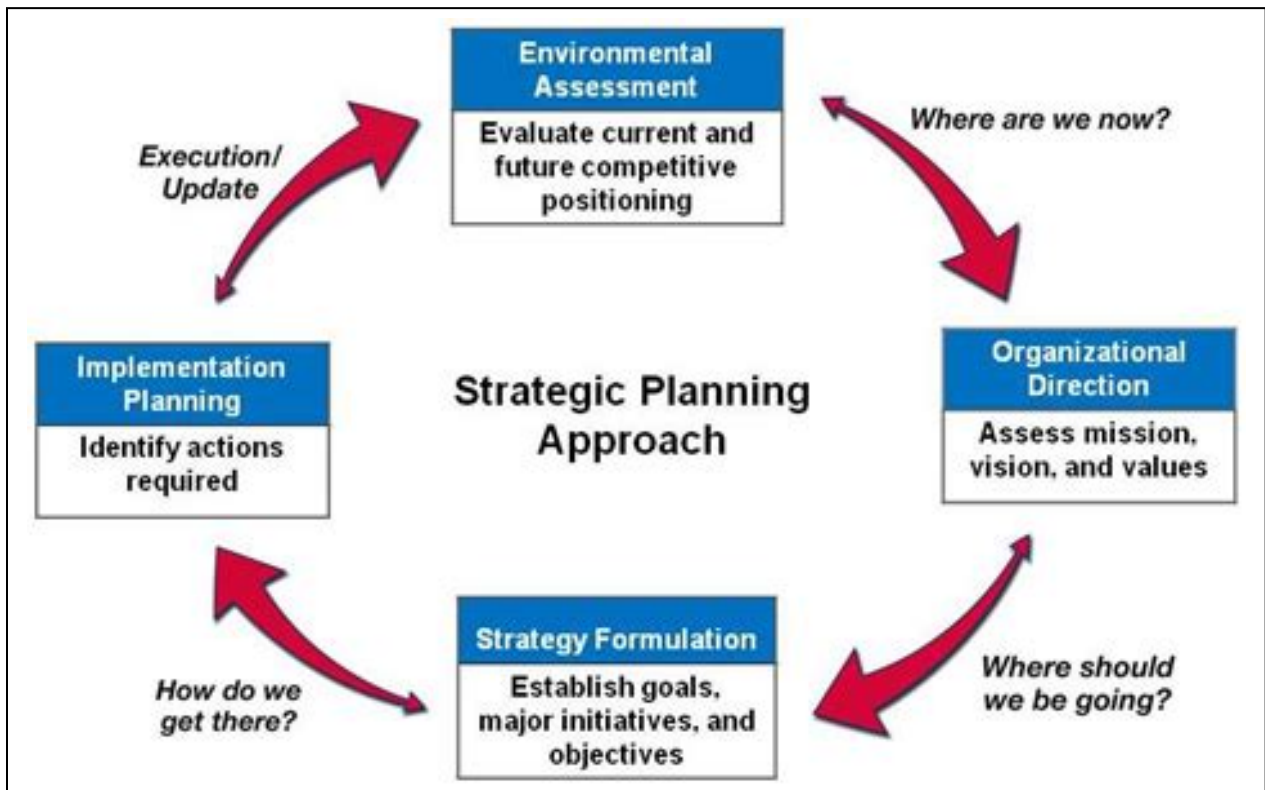 Environmental
Assessment
Evaluate current and
future competitive
positioning
Where are we now?
Organizational
Direction
Assess mission,
vision, and values
Where should
we be going?
Strategy Formulation
Establish goals,
major initiatives, and
objectives
How do we
get there?
Implementation
Planning
Identify actions
required
Execution/
Update
Strategic Planning
Approach